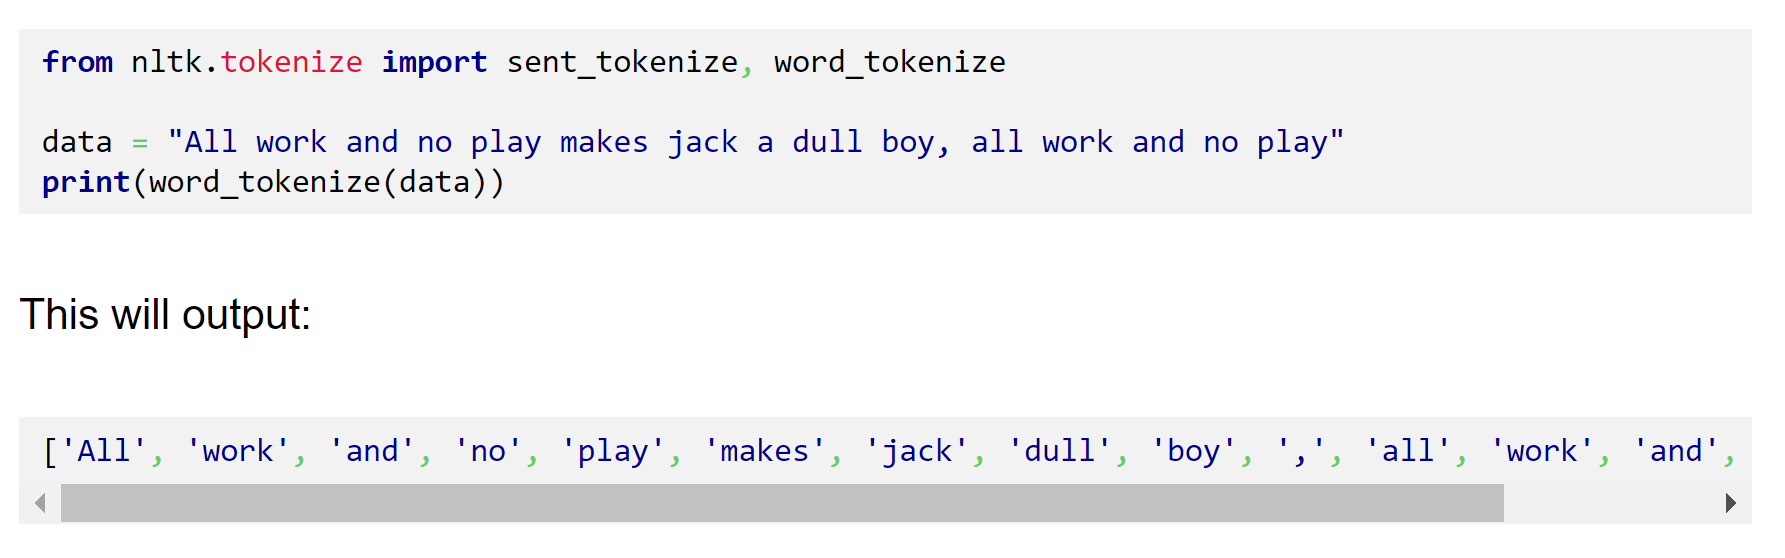 from nltk.tokenize import sent_tokenize, word_tokenize
data = "All work and no play makes jack a dull boy, all work and no play"
print(word_tokenize(data))
This will output:
['All', 'work', 'and', 'no', 'play', 'makes', 'jack', 'dull', 'boy', ',', 'all', 'work', 'and',